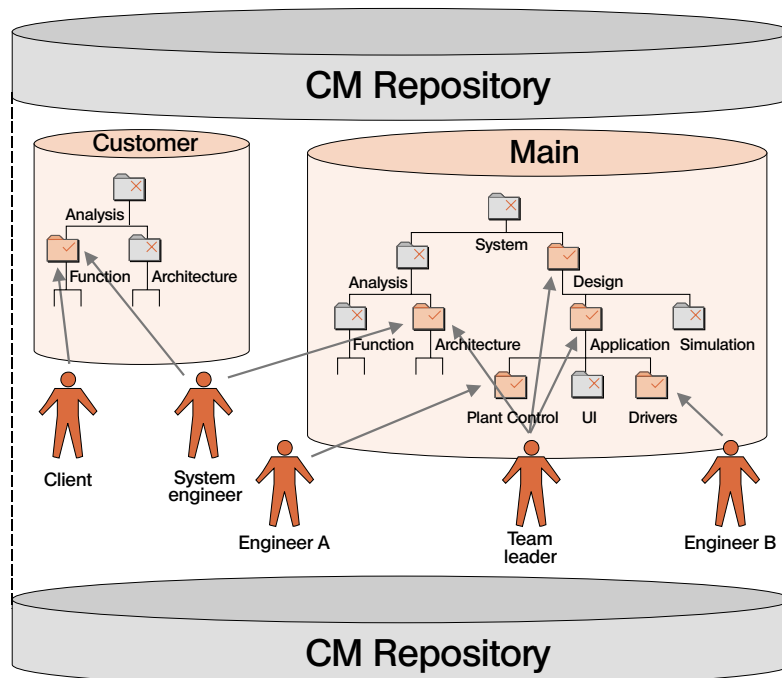 CM Repository
Customer
Main
Analysis
System
Function
Architecture
Analysis
Design
Function
Architecture
Application
Simulation
Plant Control
UI
Drivers
Client
System
engineer
Engineer A
Team
leader
Engineer B
CM Repository